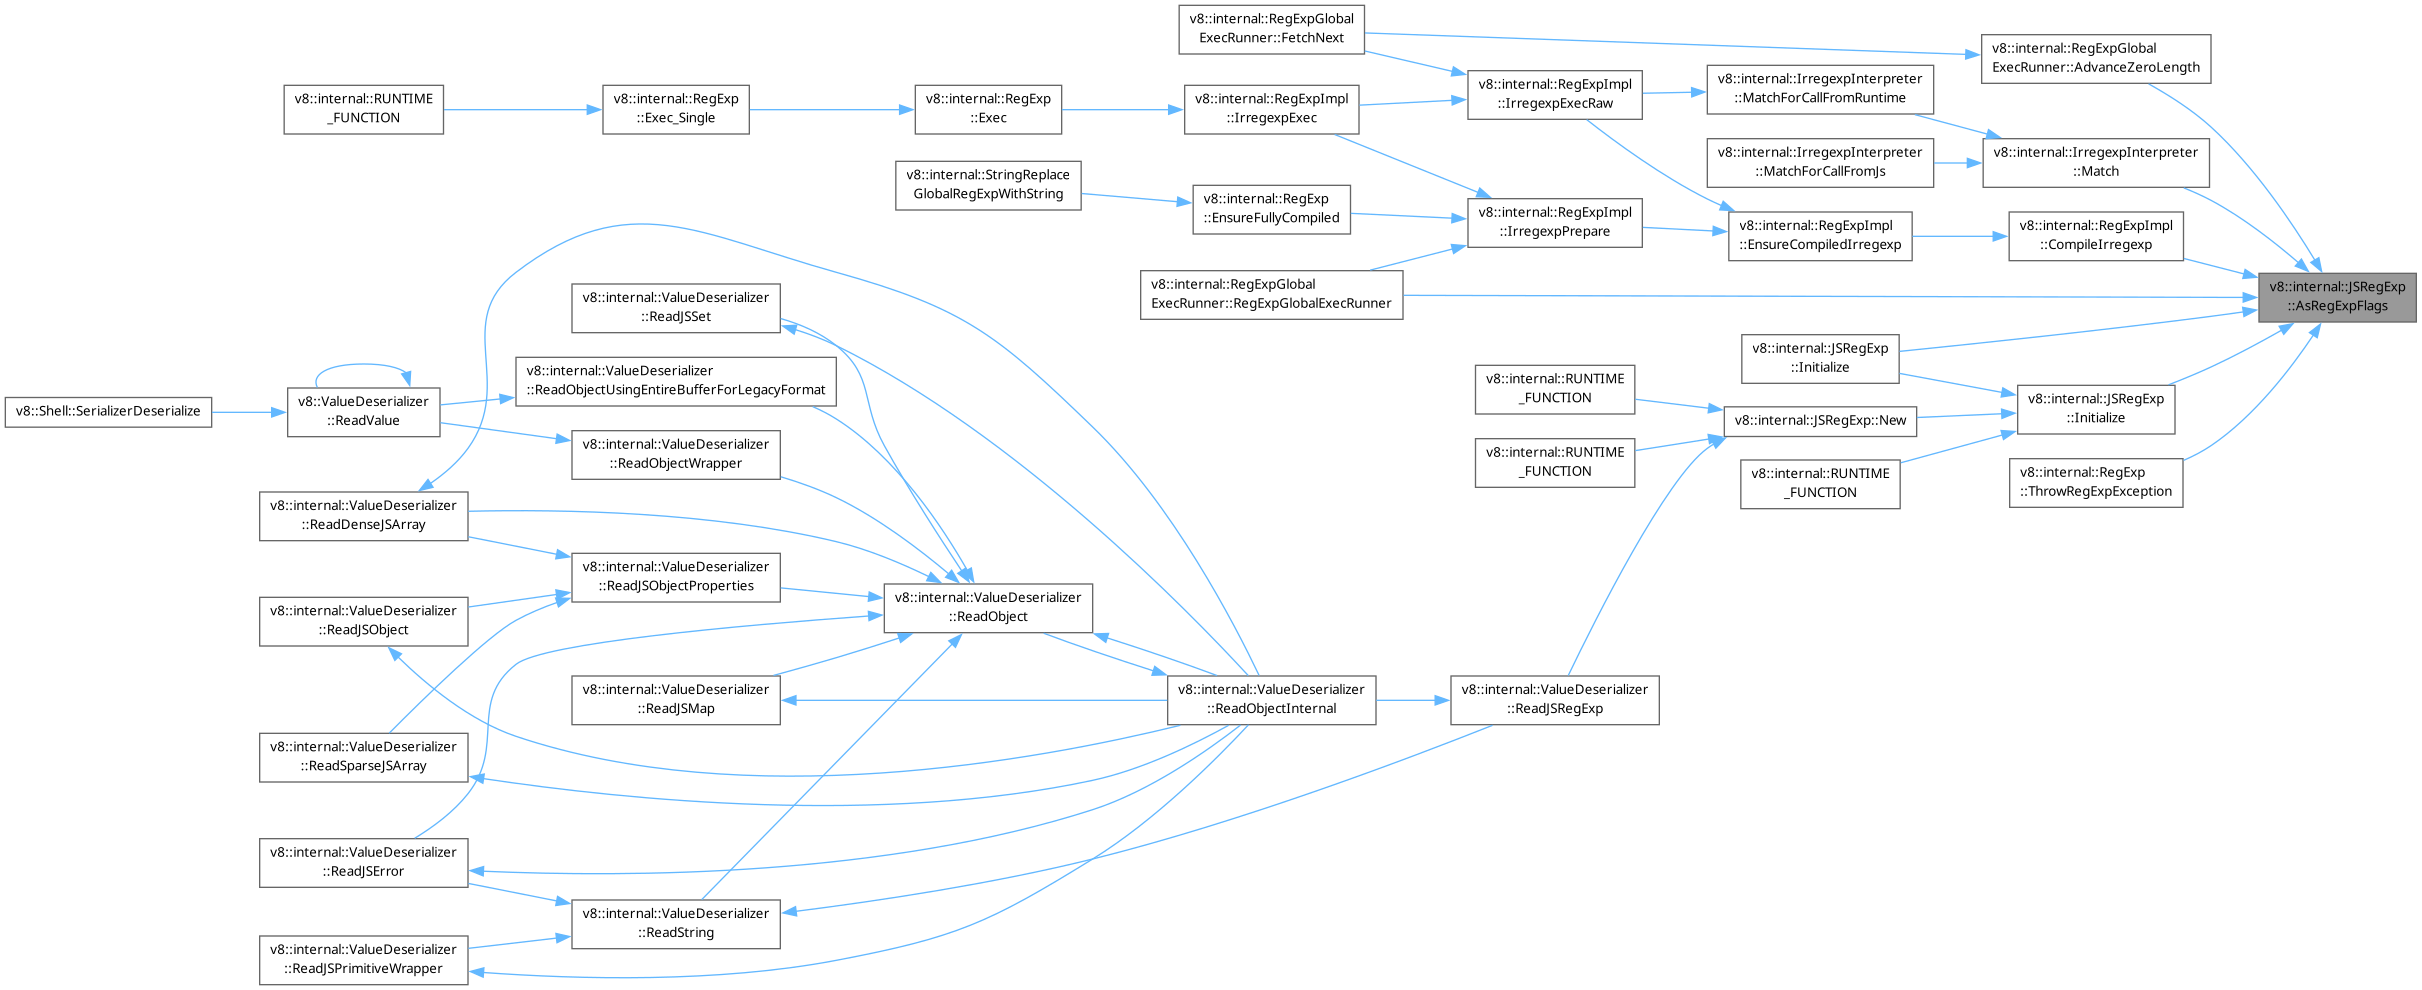 v8::internal::RegExpGlobal
ExecRunner::FetchNext
v8::internal::RegExpGlobal
ExecRunner::AdvanceZeroLength
v8::internal::RUNTIME
_FUNCTION
v8::internal::RegExp
::Exec_Single
v8::internal::RegExp
::Exec
v8::internal::RegExpImpl
::IrregexpExec
v8::internal::RegExpImpl
::IrregexpExecRaw
v8::internal::IrregexpInterpreter
::MatchForCallFromRuntime
v8::internal::IrregexpInterpreter
::MatchForCallFromJs
v8::internal::IrregexpInterpreter
::Match
v8::internal::StringReplace
GlobalRegExpWithString
v8::internal::RegExp
::EnsureFullyCompiled
v8::internal::RegExpImpl
::IrregexpPrepare
v8::internal::RegExpImpl
::EnsureCompiledIrregexp
v8::internal::RegExpImpl
::CompileIrregexp
v8::internal::RegExpGlobal
ExecRunner::RegExpGlobalExecRunner
v8::internal::JSRegExp
::AsRegExpFlags
v8::internal::ValueDeserializer
::ReadJSSet
v8::internal::JSRegExp
::Initialize
v8::internal::ValueDeserializer
::ReadObjectUsingEntireBufferForLegacyFormat
v8::internal::RUNTIME
_FUNCTION
v8::Shell::SerializerDeserialize
v8::ValueDeserializer
::ReadValue
v8::internal::JSRegExp::New
v8::internal::JSRegExp
::Initialize
v8::internal::ValueDeserializer
::ReadObjectWrapper
v8::internal::RUNTIME
_FUNCTION
v8::internal::RUNTIME
_FUNCTION
v8::internal::RegExp
::ThrowRegExpException
v8::internal::ValueDeserializer
::ReadDenseJSArray
v8::internal::ValueDeserializer
::ReadJSObjectProperties
v8::internal::ValueDeserializer
::ReadJSObject
v8::internal::ValueDeserializer
::ReadObject
v8::internal::ValueDeserializer
::ReadJSMap
v8::internal::ValueDeserializer
::ReadObjectInternal
v8::internal::ValueDeserializer
::ReadJSRegExp
v8::internal::ValueDeserializer
::ReadSparseJSArray
v8::internal::ValueDeserializer
::ReadJSError
v8::internal::ValueDeserializer
::ReadString
v8::internal::ValueDeserializer
::ReadJSPrimitiveWrapper